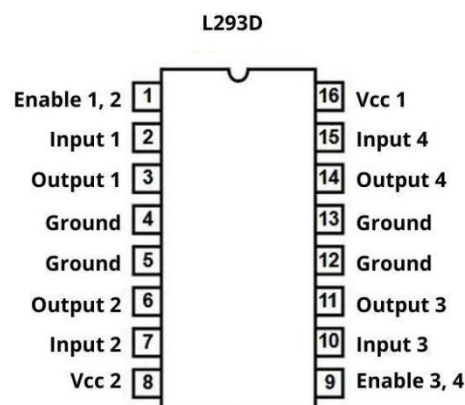 L293D
Enable 1, 2 1 16 Vcc 1
Input 1 2 15 Input 4
Output 1 3 14 Output 4
Ground 4 13 Ground
Ground 5 12 Ground
Output 2 6 11 Output 3
Input 2 7 10 Input 3
Vcc 2 8 9 Enable 3, 4